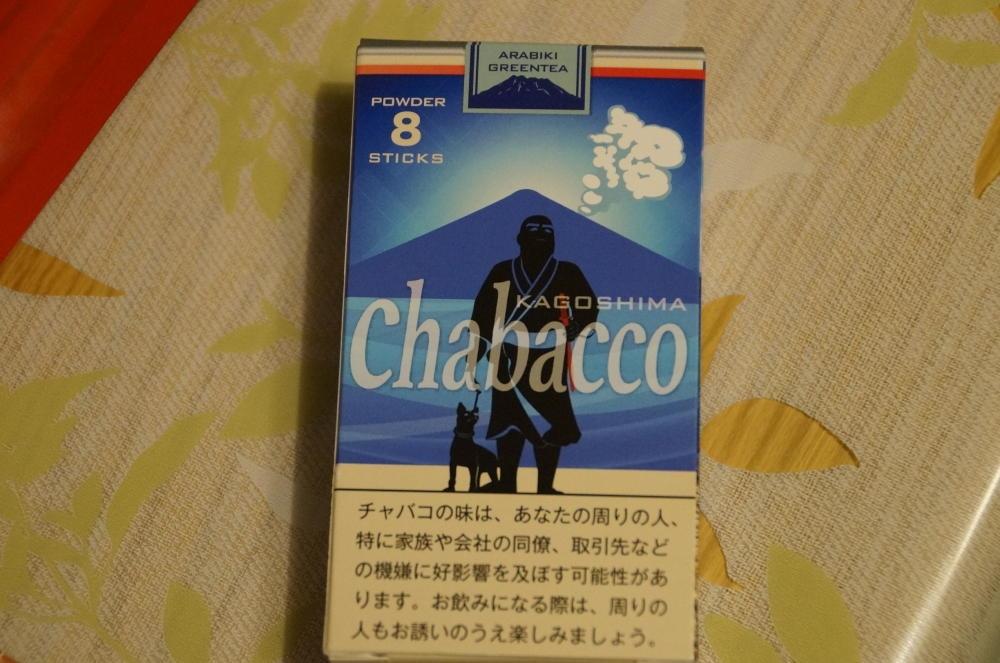 ARABIKI
GREENTEA
POWDER
8
STICKS
KAGOSHIMA
Chabacco
チャバコの味は、あなたの周りの人、
特に家族や会社の同僚、取引先など
の機嫌に好影響を及ぼす可能性があ
ります。お飲みになる際は、周りの
人もお誘いのうえ楽しみましょう。